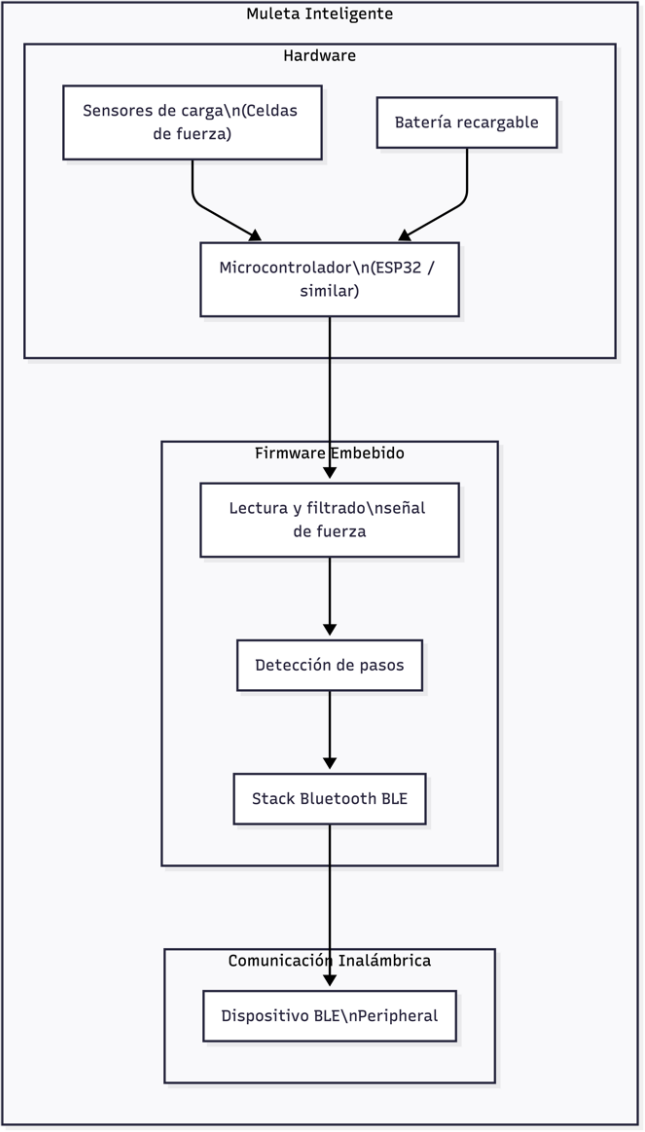 Muleta Inteligente
Hardware
Sensores de carga\n(Celdas
de fuerza)
Batería recargable
Microcontrolador\n(ESP32 /
similar)
Firmware Embebido
Lectura y filtrado\nseñal
de fuerza
Detección de pasos
Stack Bluetooth BLE
Comunicación Inalámbrica
Dispositivo BLE\nPeripheral